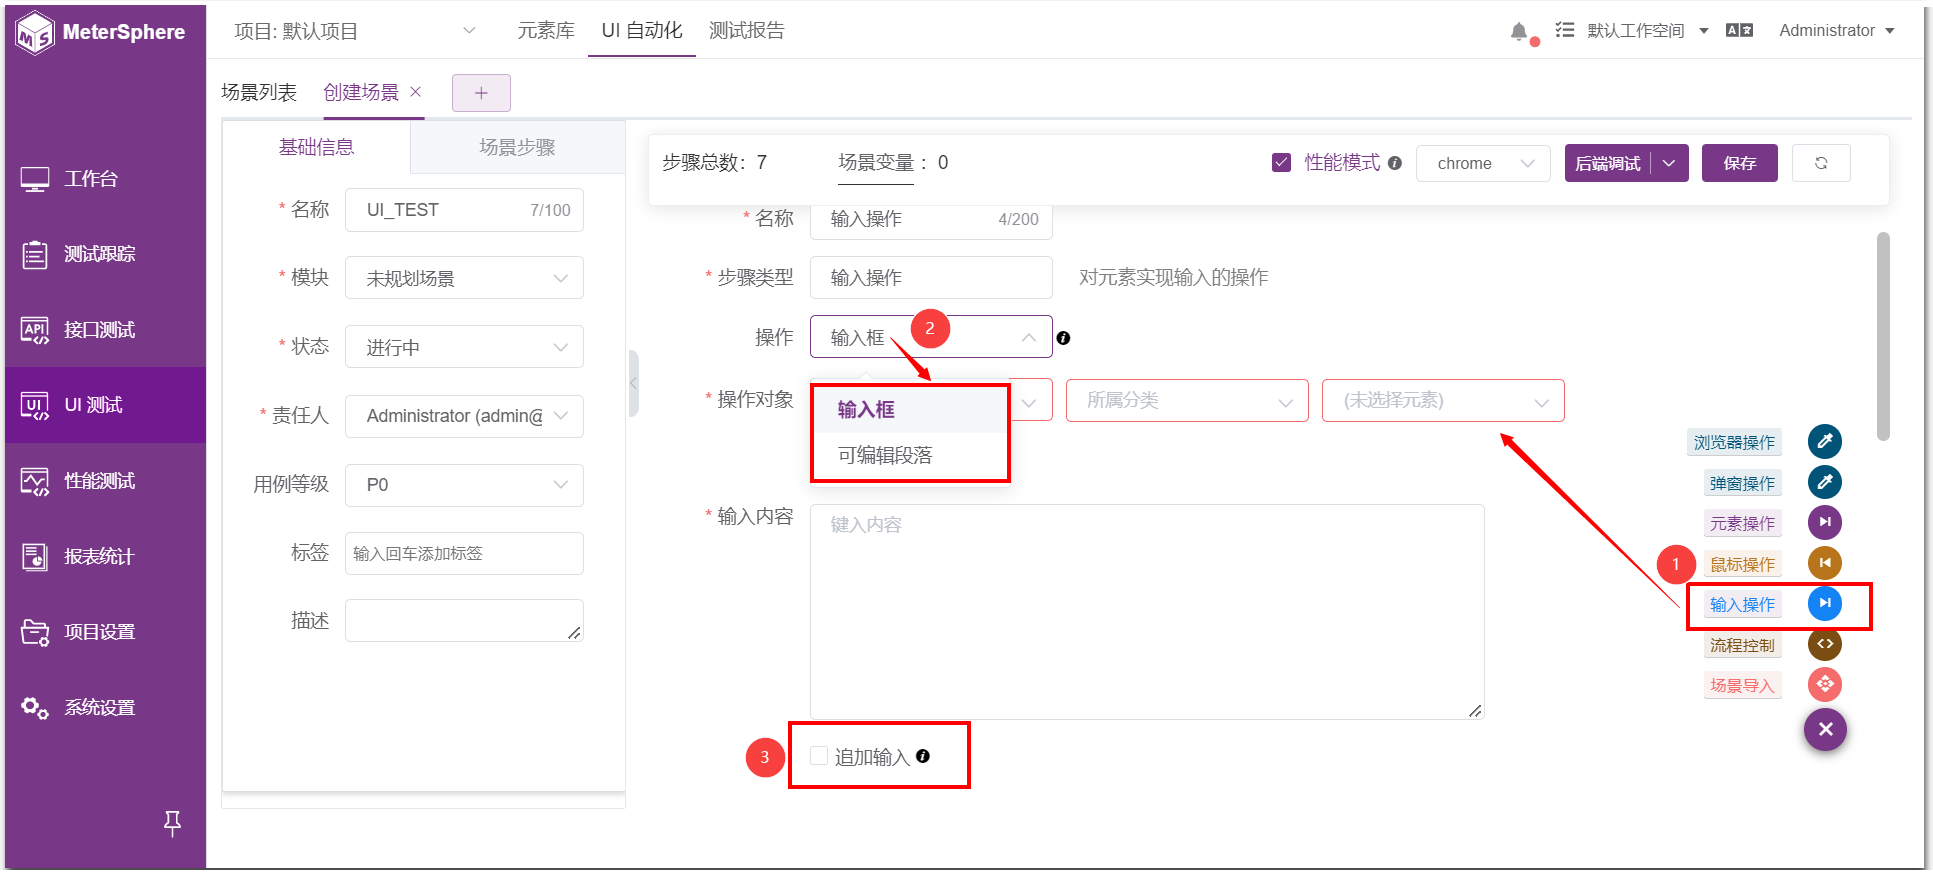 MeterSphere
项目: 默认项目
元素库
UI 自动化
测试报告
默认工作空间
Administrator
场景列表
创建场景
工作台
测试跟踪
接口测试
UI 测试
性能测试
报表统计
项目设置
系统设置
基础信息
场景步骤
* 名称 UI_TEST 7/100
* 模块 未规划场景
* 状态 进行中
* 责任人 Administrator (admin@
用例等级 P0
标签 输入回车添加标签
描述
步骤总数: 7
场景变量 : 0
性能模式
chrome
后端调试
保存
* 名称 输入操作 4/200
* 步骤类型 输入操作 对元素实现输入的操作
操作 输入框 2
* 操作对象 所属分类 (未选择元素)
输入框
可编辑段落
* 输入内容 键入内容
3 追加输入
浏览器操作
弹窗操作
元素操作
1 鼠标操作
输入操作
流程控制
场景导入